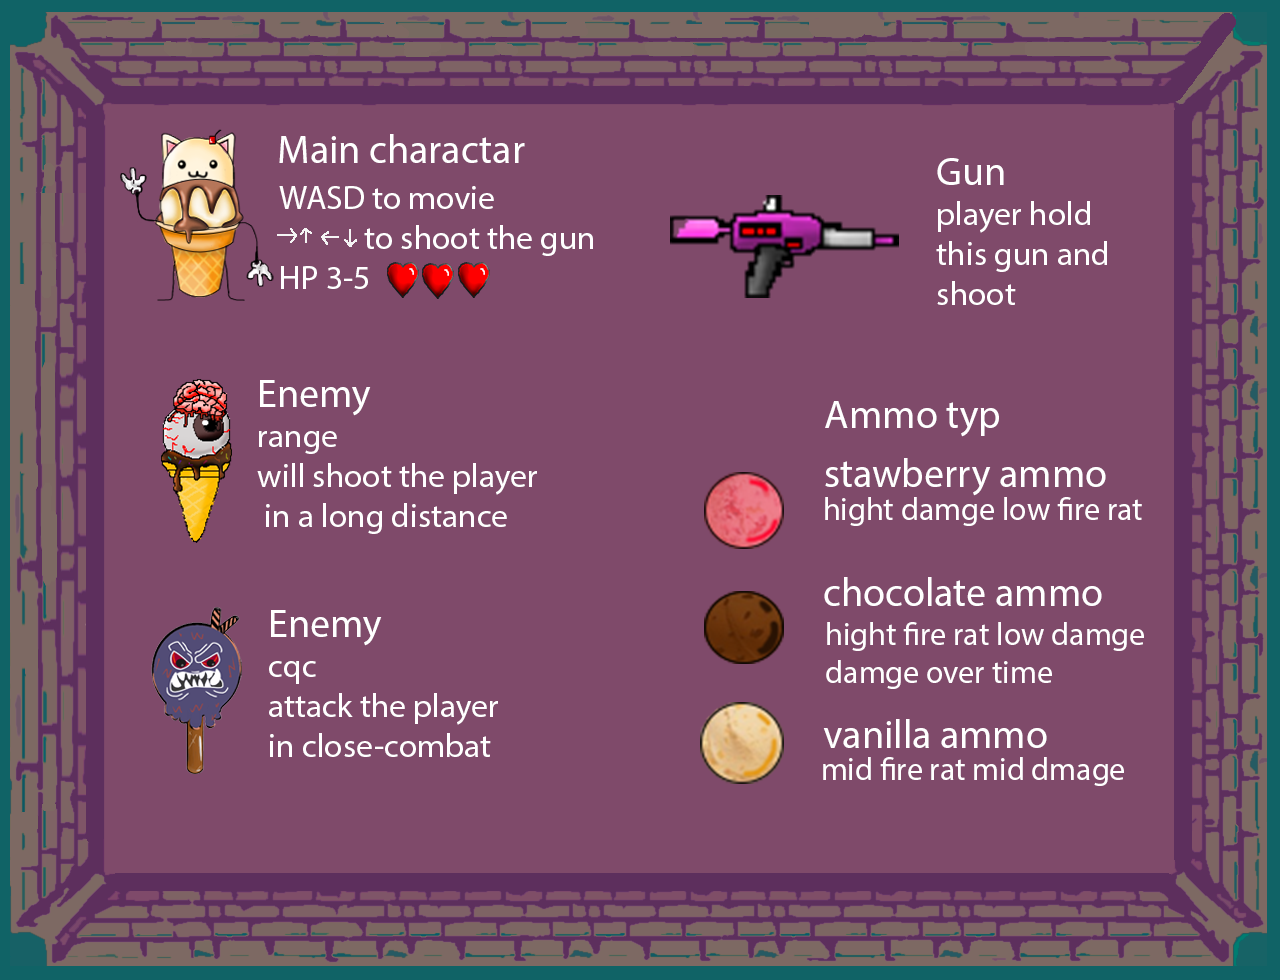 Main charactar
WASD to movie
→↑ ←↓ to shoot the gun
HP 3-5
Gun
player hold
this gun and
shoot
Enemy
range
will shoot the player
in a long distance
Enemy
cqc
attack the player
in close-combat
Ammo typ
stawberry ammo
hight damge low fire rat
chocolate ammo
hight fire rat low damge
damge over time
vanilla ammo
mid fire rat mid dmage